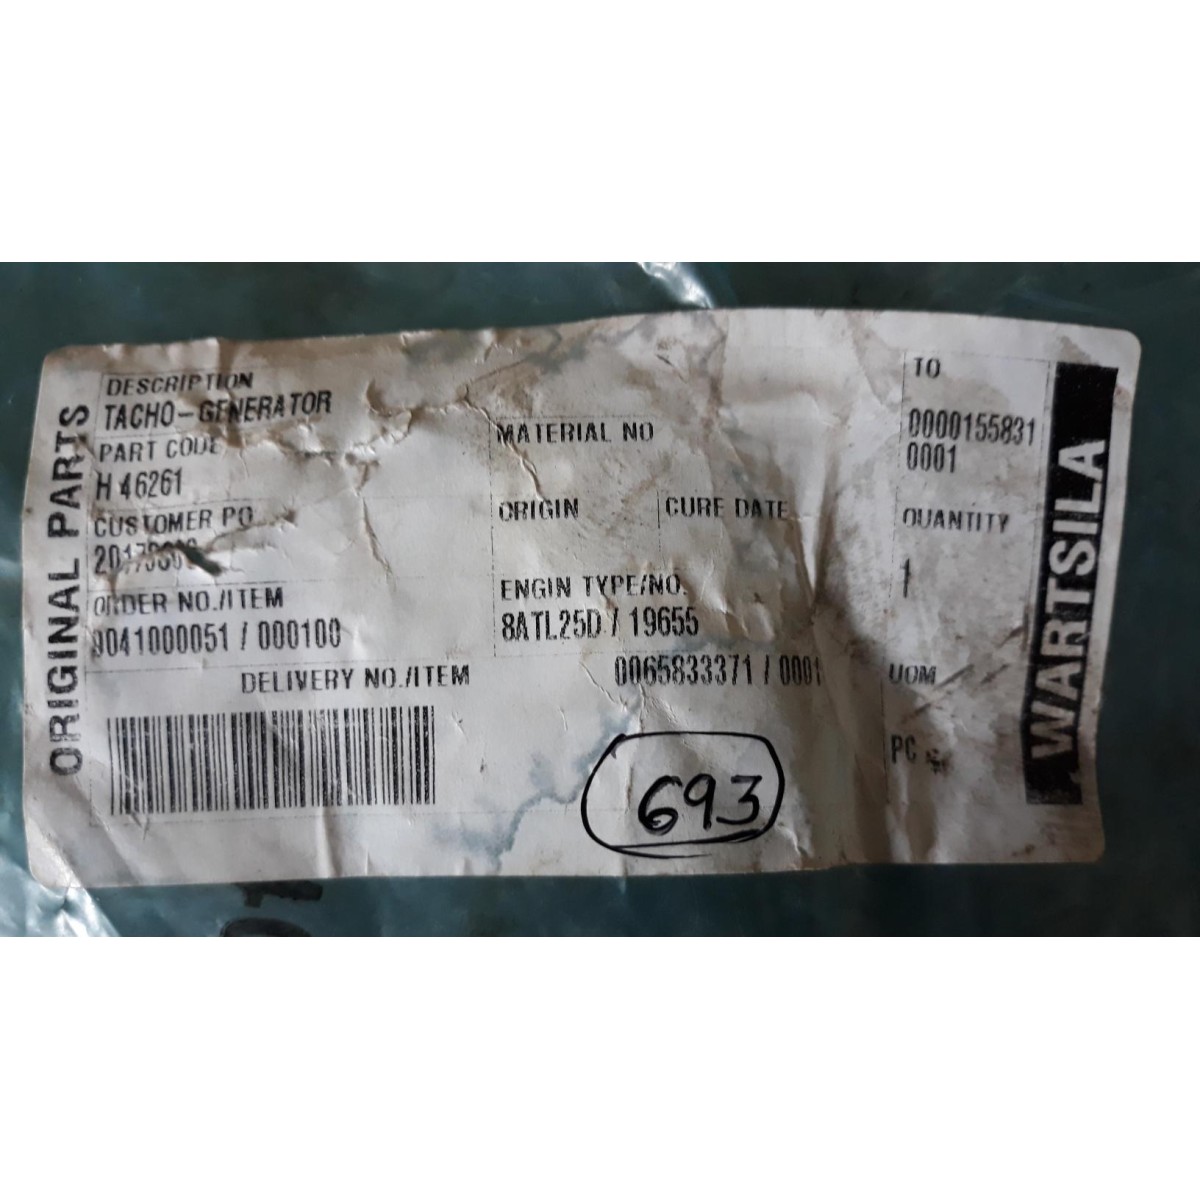 ORIGINAL PARTS
DESCRIPTION
TACHO-GENERATOR
PART CODE
H 46261
CUSTOMER PO
ORDER NO./ITEM
9041000051 / 000100
DELIVERY NO./ITEM
0065833371 / 0001
MATERIAL NO
ORIGIN
CURE DATE
ENGIN TYPE/NO.
8ATL25D / 19655
TO
0000155831
0001
QUANTITY
1
UOM
PC
WARTSILA
693